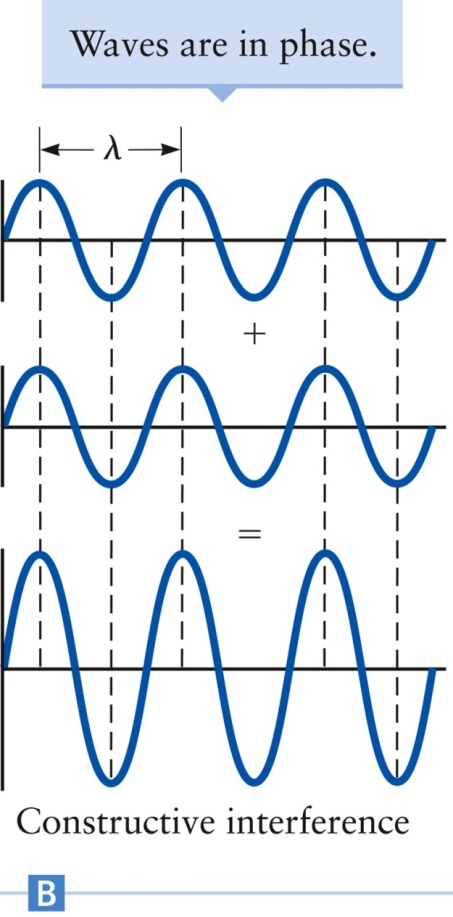 Waves are in phase.
λ
+
=
Constructive interference
B